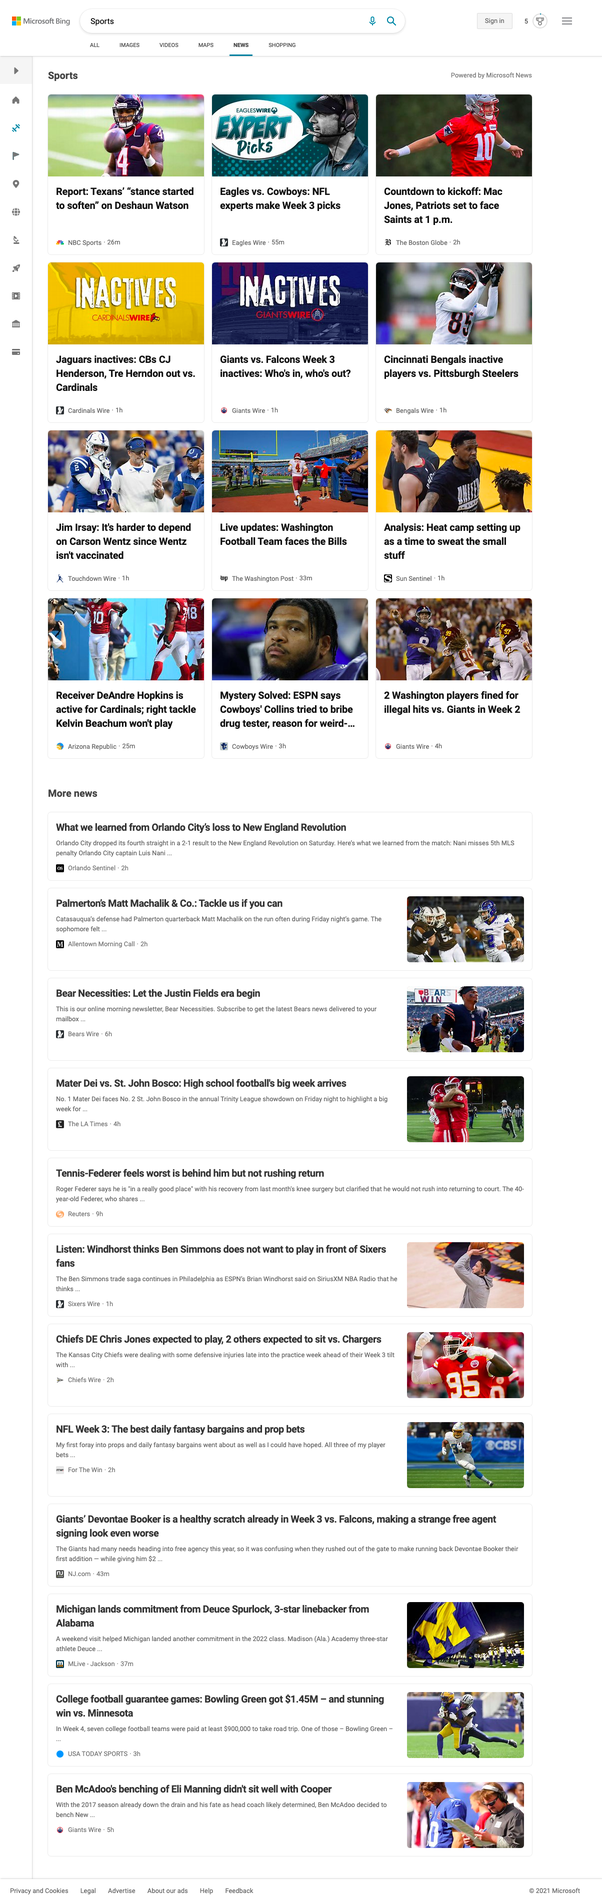 Microsoft Bing
Sports
Sign in
5
ALL
IMAGES
VIDEOS
MAPS
NEWS
SHOPPING
Sports
Powered by Microsoft News
4
EAGLESWIRE
EXPERT
Picks
10
Report: Texans’ “stance started
to soften” on Deshaun Watson
NBC Sports · 26m
Eagles vs. Cowboys: NFL
experts make Week 3 picks
Eagles Wire · 55m
Countdown to kickoff: Mac
Jones, Patriots set to face
Saints at 1 p.m.
The Boston Globe · 2h
INACTIVES
CARDINALSWIRE
INACTIVES
GIANTSWIRE
85
Jaguars inactives: CBs CJ
Henderson, Tre Herndon out vs.
Cardinals
Cardinals Wire · 1h
Giants vs. Falcons Week 3
inactives: Who's in, who's out?
Giants Wire · 1h
Cincinnati Bengals inactive
players vs. Pittsburgh Steelers
Bengals Wire · 1h
Jim Irsay: It's harder to depend
on Carson Wentz since Wentz
isn't vaccinated
Touchdown Wire · 1h
Live updates: Washington
Football Team faces the Bills
The Washington Post · 33m
Analysis: Heat camp setting up
as a time to sweat the small
stuff
Sun Sentinel · 1h
10
18
8
Receiver DeAndre Hopkins is
active for Cardinals; right tackle
Kelvin Beachum won't play
Arizona Republic · 25m
Mystery Solved: ESPN says
Cowboys' Collins tried to bribe
drug tester, reason for weird-...
Cowboys Wire · 3h
2 Washington players fined for
illegal hits vs. Giants in Week 2
Giants Wire · 4h
More news
What we learned from Orlando City’s loss to New England Revolution
Orlando City dropped its fourth straight in a 2-1 result to the New England Revolution on Saturday. Here’s what we learned from the match: Nani misses 5th MLS
penalty Orlando City captain Luis Nani ...
Orlando Sentinel · 2h
Palmerton’s Matt Machalik & Co.: Tackle us if you can
Catasauqua’s defense had Palmerton quarterback Matt Machalik on the run often during Friday night’s game. The
sophomore felt ...
Allentown Morning Call · 2h
Bear Necessities: Let the Justin Fields era begin
This is our online morning newsletter, Bear Necessities. Subscribe to get the latest Bears news delivered to your
mailbox ...
Bears Wire · 6h
BEARS
WIN
1
Mater Dei vs. St. John Bosco: High school football's big week arrives
No. 1 Mater Dei faces No. 2 St. John Bosco in the annual Trinity League showdown on Friday night to highlight a big
week for ...
The LA Times · 4h
Tennis-Federer feels worst is behind him but not rushing return
Roger Federer says he is "in a really good place" with his recovery from last month's knee surgery but clarified that he would not rush into returning to court. The 40-
year-old Federer, who shares ...
Reuters · 9h
Listen: Windhorst thinks Ben Simmons does not want to play in front of Sixers
fans
The Ben Simmons trade saga continues in Philadelphia as ESPN's Brian Windhorst said on SiriusXM NBA Radio that he
thinks ...
Sixers Wire · 1h
Chiefs DE Chris Jones expected to play, 2 others expected to sit vs. Chargers
The Kansas City Chiefs were dealing with some defensive injuries late into the practice week ahead of their Week 3 tilt
with ...
Chiefs Wire · 2h
95
NFL Week 3: The best daily fantasy bargains and prop bets
My first foray into props and daily fantasy bargains went about as well as I could have hoped. All three of my player
bets ...
For The Win · 2h
CBS
Giants’ Devontae Booker is a healthy scratch already in Week 3 vs. Falcons, making a strange free agent
signing look even worse
The Giants had many needs heading into free agency this year, so it was confusing when they rushed out of the gate to make running back Devontae Booker their
first addition — while giving him $2 ...
NJ.com · 43m
Michigan lands commitment from Deuce Spurlock, 3-star linebacker from
Alabama
A weekend visit helped Michigan landed another commitment in the 2022 class. Madison (Ala.) Academy three-star
athlete Deuce ...
MLive - Jackson · 37m
College football guarantee games: Bowling Green got $1.45M – and stunning
win vs. Minnesota
In Week 4, seven college football teams were paid at least $900,000 to take road trip. One of those – Bowling Green –
...
USA TODAY SPORTS · 3h
Ben McAdoo's benching of Eli Manning didn't sit well with Cooper
With the 2017 season already down the drain and his fate as head coach likely determined, Ben McAdoo decided to
bench New ...
Giants Wire · 5h
Privacy and Cookies
Legal
Advertise
About our ads
Help
Feedback
© 2021 Microsoft